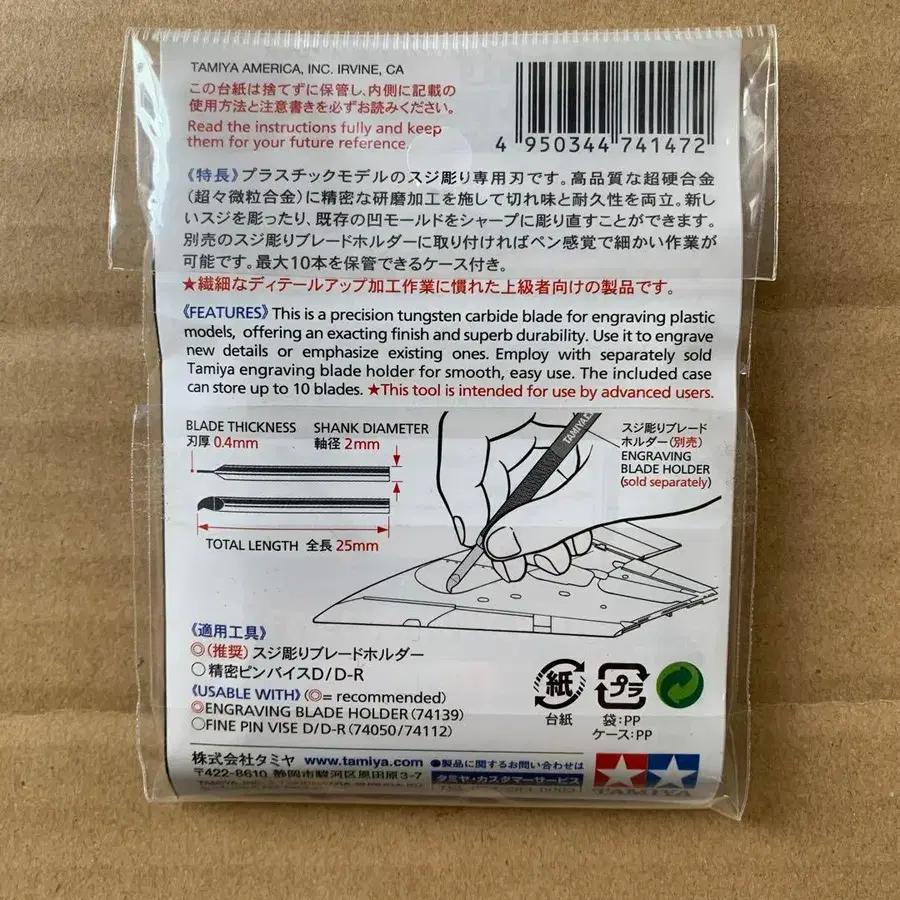 TAMIYA AMERICA, INC. IRVINE, CA
この台紙は捨てずに保管し、内側に記載の
使用方法と注意書きを必ずお読みください。
Read the instructions fully and keep
them for your future reference.
4 950344 741472
《特長》プラスチックモデルのスジ彫り専用刃です。高品質な超硬合金
(超々微粒合金)に精密な研磨加工を施して切れ味と耐久性を両立。新し
いスジを彫ったり、既存の凹モールドをシャープに彫り直すことができます。
別売のスジ彫りブレードホルダーに取り付ければペン感覚で細かい作業が
可能です。最大10本を保管できるケース付き。
★繊細なディテールアップ加工作業に慣れた上級者向けの製品です。
《FEATURES》This is a precision tungsten carbide blade for engraving plastic
models, offering an exacting finish and superb durability. Use it to engrave
new details or emphasize existing ones. Employ with separately sold
Tamiya engraving blade holder for smooth, easy use. The included case
can store up to 10 blades. ★This tool is intended for use by advanced users.
BLADE THICKNESS
刃厚 0.4mm
SHANK DIAMETER
軸径 2mm
TOTAL LENGTH 全長 25mm
TAMIYA
スジ彫りブレード
ホルダー(別売)
ENGRAVING
BLADE HOLDER
(sold separately)
《適用工具》
◎(推奨) スジ彫りブレードホルダー
○精密ピンバイスD/D-R
《USABLE WITH》(◎= recommended)
◎ENGRAVING BLADE HOLDER (74139)
○FINE PIN VISE D/D-R (74050/74112)
紙
台紙
プラ
袋:PP
ケース:PP
株式会社タミヤ www.tamiya.com
〒422-8610 静岡市駿河区恩田原3-7
●製品に関するお問い合わせは
タミヤ・カスタマーサービス
TAMIYA